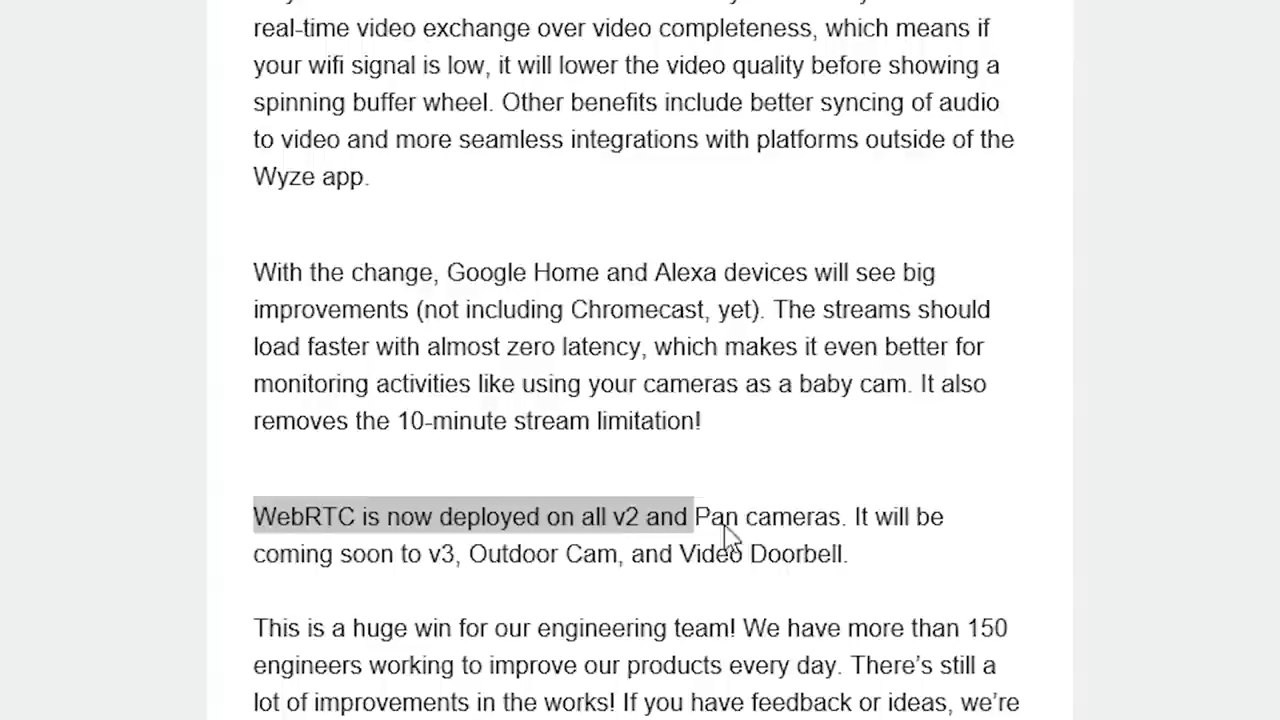 real-time video exchange over video completeness, which means if
your wifi signal is low, it will lower the video quality before showing a
spinning buffer wheel. Other benefits include better syncing of audio
to video and more seamless integrations with platforms outside of the
Wyze app.
With the change, Google Home and Alexa devices will see big
improvements (not including Chromecast, yet). The streams should
load faster with almost zero latency, which makes it even better for
monitoring activities like using your cameras as a baby cam. It also
removes the 10-minute stream limitation!
WebRTC is now deployed on all v2 and Pan cameras. It will be
coming soon to v3, Outdoor Cam, and Video Doorbell.
This is a huge win for our engineering team! We have more than 150
engineers working to improve our products every day. There's still a
lot of improvements in the works! If you have feedback or ideas, we're